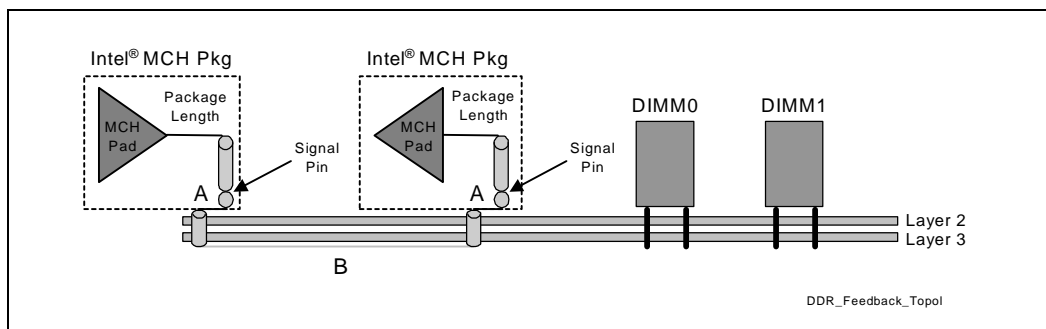 Intel® MCH Pkg
Intel® MCH Pkg
Package
Length
MCH
Pad
Signal
Pin
A
Package
Length
MCH
Pad
Signal
Pin
A
DIMM0
DIMM1
Layer 2
Layer 3
B
DDR_Feedback_Topol